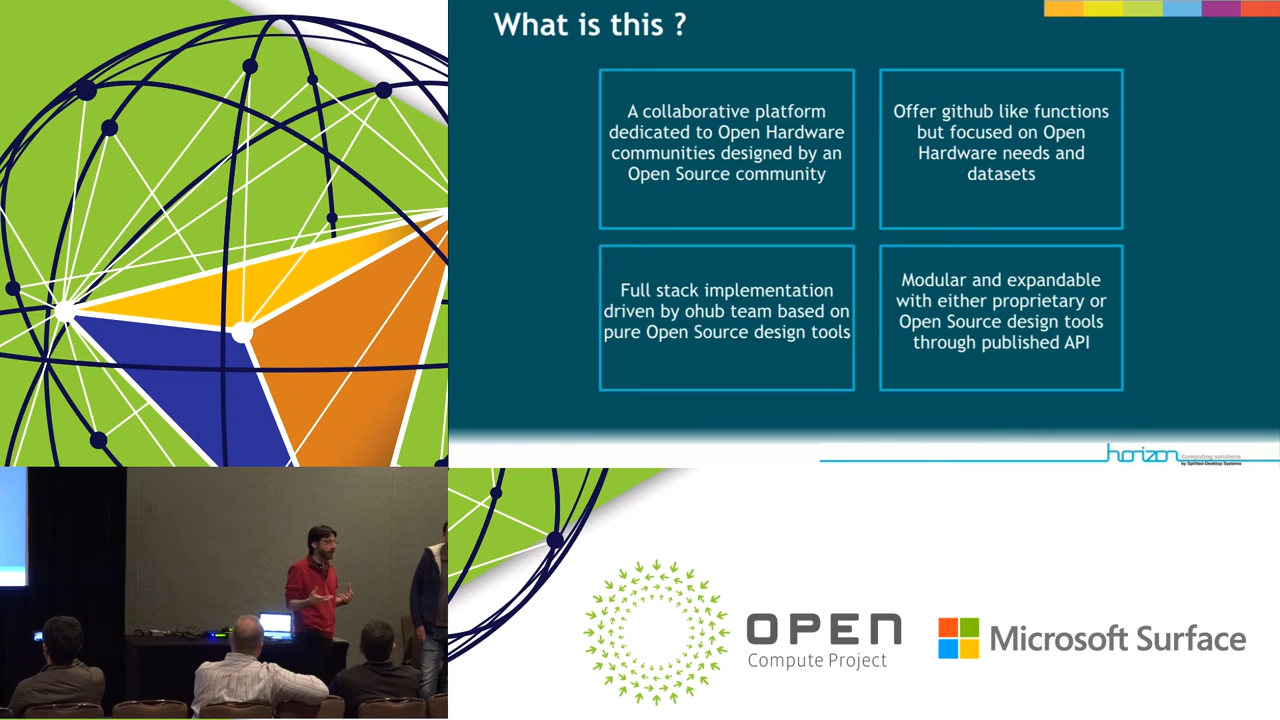 What is this ?
A collaborative platform
dedicated to Open Hardware
communities designed by an
Open Source community
Offer github like functions
but focused on Open
Hardware needs and
datasets
Full stack implementation
driven by ohub team based on
pure Open Source design tools
Modular and expandable
with either proprietary or
Open Source design tools
through published API
horizon Computing solutions
by Splitted-Desktop Systems
OPEN
Compute Project
Microsoft Surface